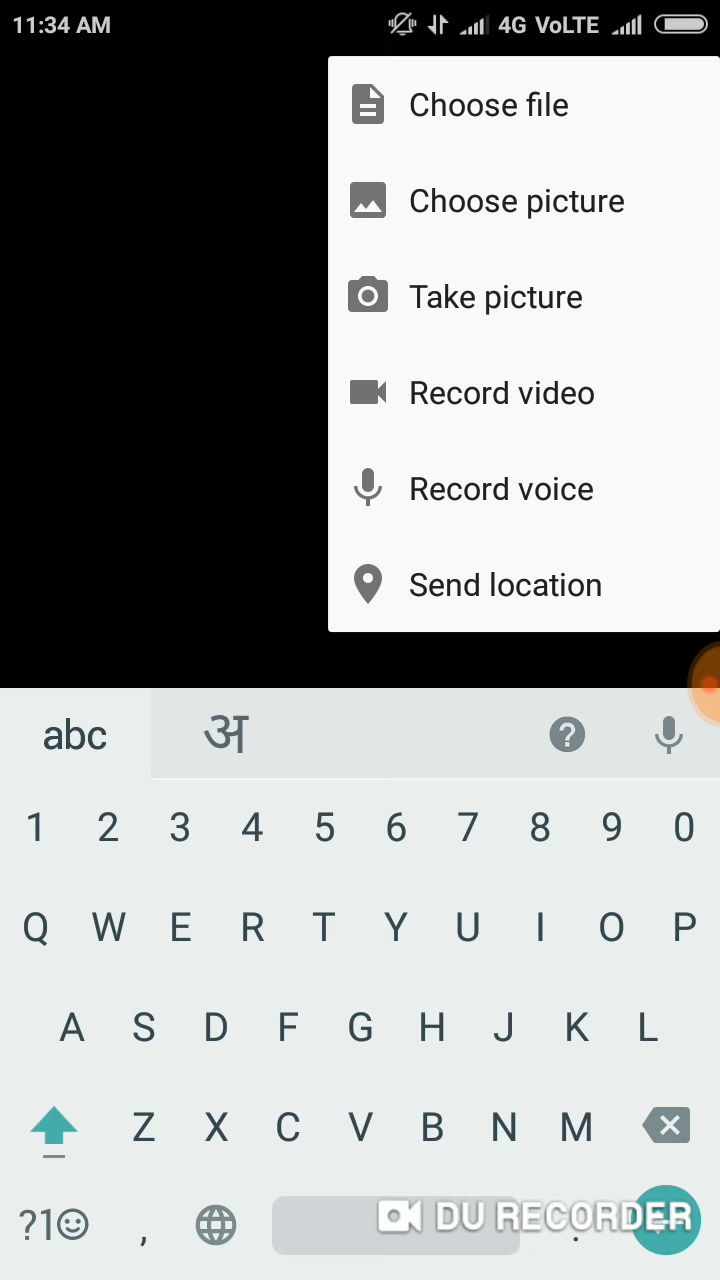 11:34 AM 4G VoLTE
Choose file
Choose picture
Take picture
Record video
Record voice
Send location
abc अ ?
1 2 3 4 5 6 7 8 9 0
Q W E R T Y U I O P
A S D F G H J K L
Z X C V B N M
?1 , .
DU RECORDER